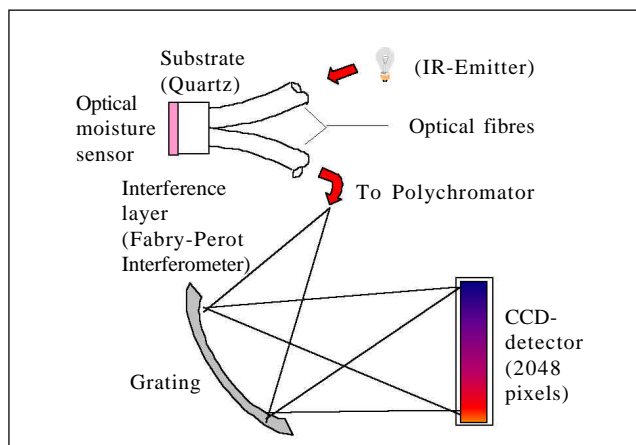 Substrate
(Quartz)
(IR-Emitter)
Optical
moisture
sensor
Optical fibres
To Polychromator
Interference
layer
(Fabry-Perot
Interferometer)
CCD-
detector
(2048
pixels)
Grating